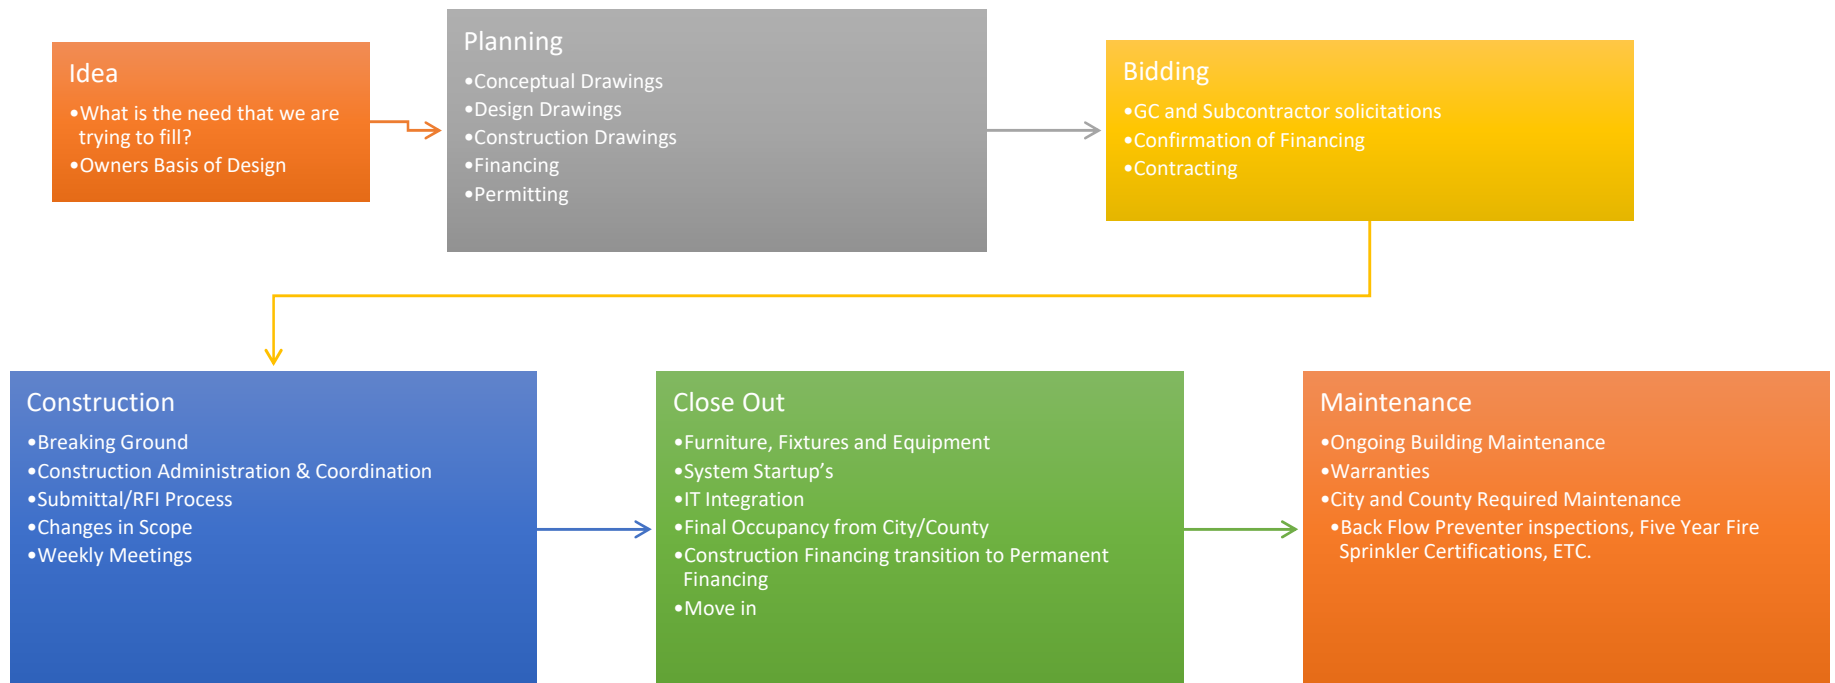 Idea
•What is the need that we are
trying to fill?
•Owners Basis of Design
Planning
•Conceptual Drawings
•Design Drawings
•Construction Drawings
•Financing
•Permitting
Bidding
•GC and Subcontractor solicitations
•Confirmation of Financing
•Contracting
Construction
•Breaking Ground
•Construction Administration & Coordination
•Submittal/RFI Process
•Changes in Scope
•Weekly Meetings
Close Out
•Furniture, Fixtures and Equipment
•System Startup’s
•IT Integration
•Final Occupancy from City/County
•Construction Financing transition to Permanent
Financing
•Move in
Maintenance
•Ongoing Building Maintenance
•Warranties
•City and County Required Maintenance
•Back Flow Preventer inspections, Five Year Fire
Sprinkler Certifications, ETC.